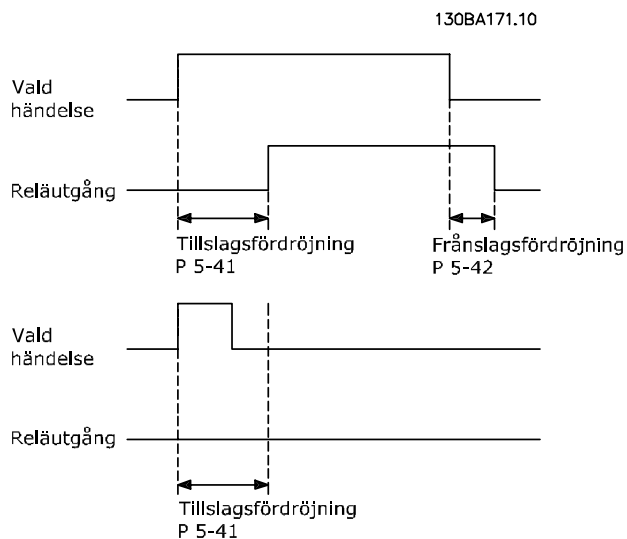 130BA171.10
Vald
händelse
Reläutgång
Tillslagsfördröjning
P 5-41
Frånslagsfördröjning
P 5-42
Vald
händelse
Reläutgång
Tillslagsfördröjning
P 5-41